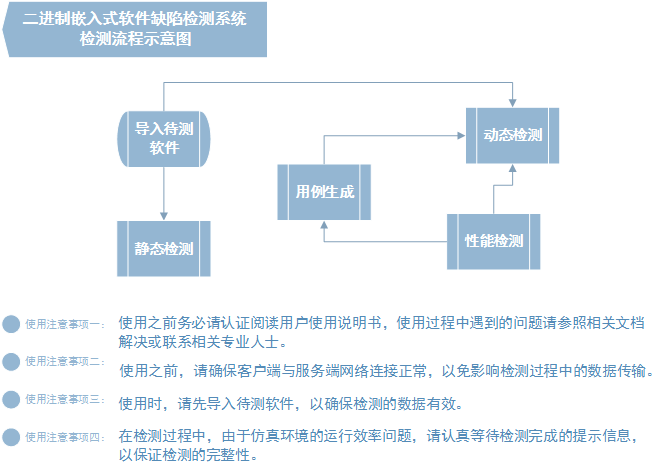 二进制嵌入式软件缺陷检测系统
检测流程示意图
导入待测
软件
动态检测
用例生成
静态检测
性能检测
使用注意事项一：
使用之前务必请认证阅读用户使用说明书，使用过程中遇到的问题请参照相关文档
解决或联系相关专业人士。
使用注意事项二：
使用之前，请确保客户端与服务端网络连接正常，以免影响检测过程中的数据传输。
使用注意事项三：
使用时，请先导入待测软件，以确保检测的数据有效。
使用注意事项四：
在检测过程中，由于仿真环境的运行效率问题，请认真等待检测完成的提示信息，
以保证检测的完整性。